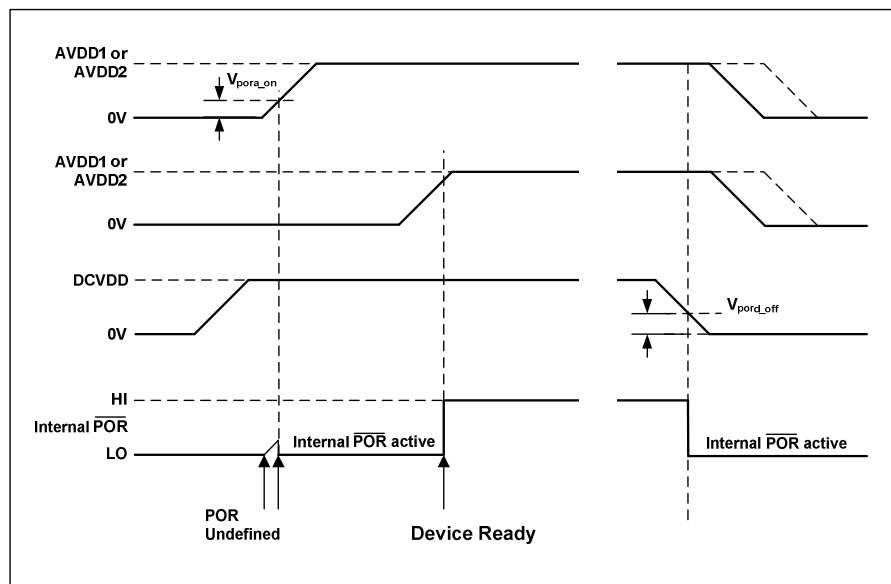 AVDD1 or
AVDD2
Vpora_on
0V
AVDD1 or
AVDD2
0V
DCVDD
Vpord_off
0V
HI
Internal POR
LO
Internal POR active
Internal POR active
POR
Undefined
Device Ready